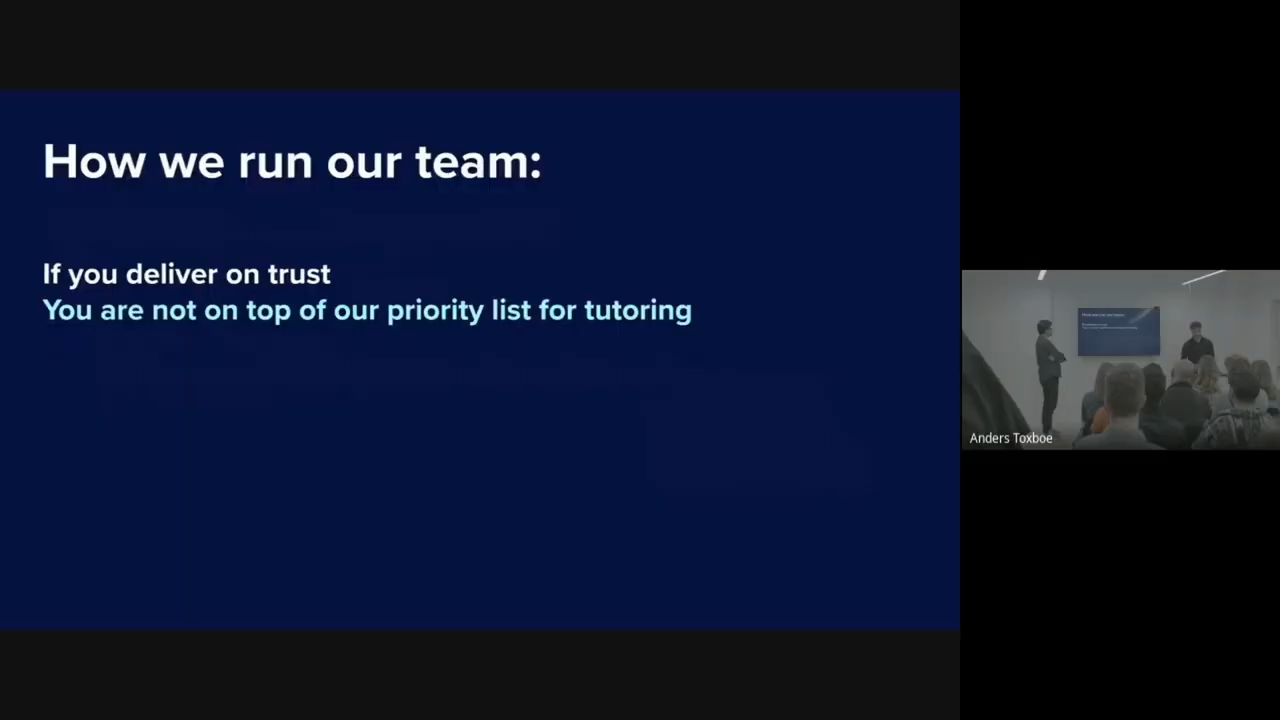 How we run our team:
If you deliver on trust
You are not on top of our priority list for tutoring
Anders Toxboe